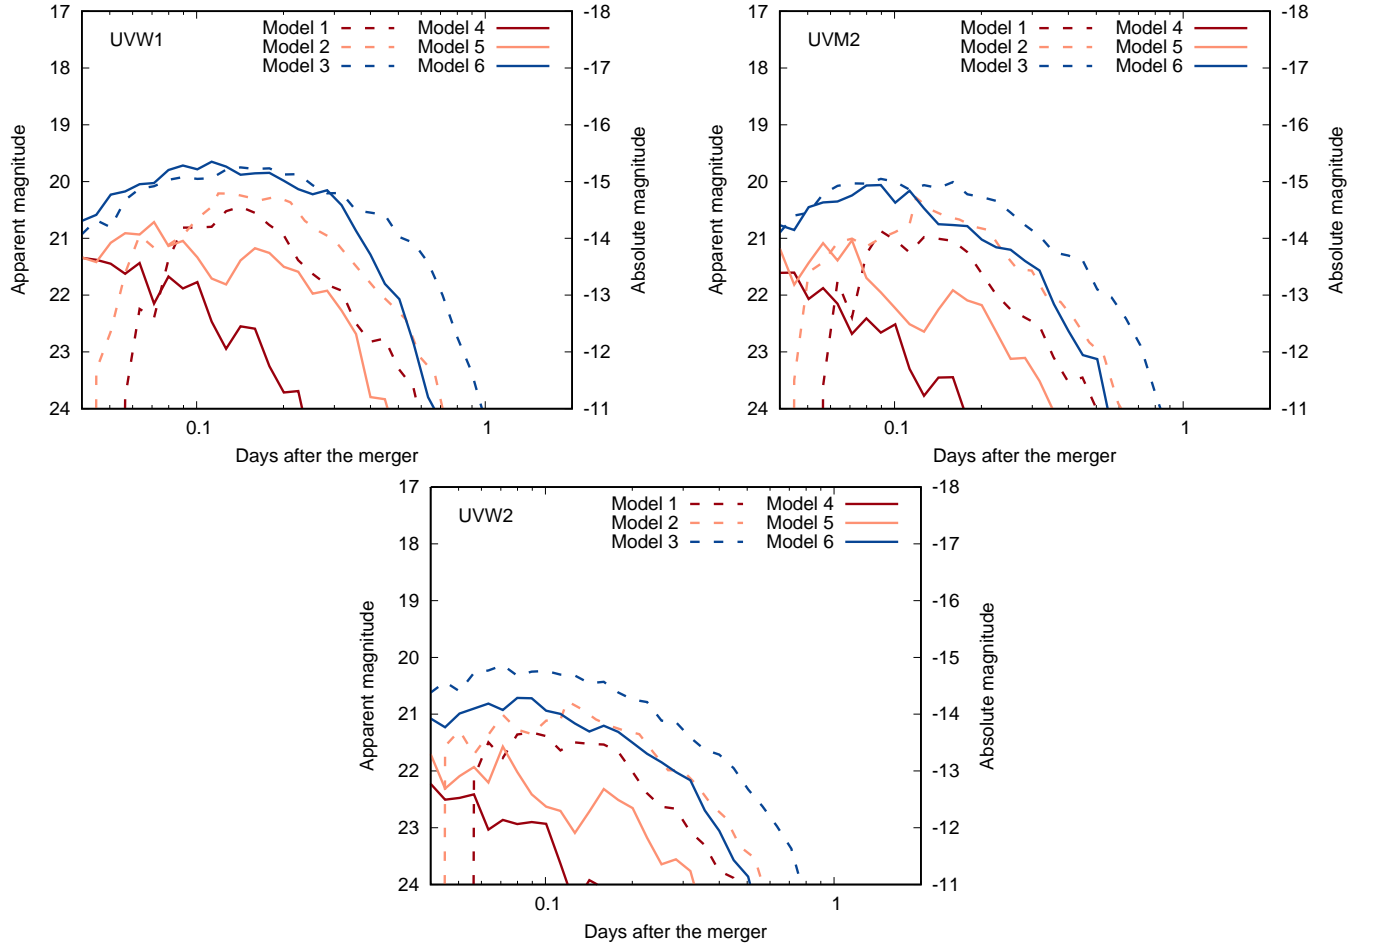 17
18
19
20
21
22
23
24
Apparent magnitude
UVW1
Model 1
Model 2
Model 3
Model 4
Model 5
Model 6
-18
-17
-16
-15
-14
-13
-12
-11
Absolute magnitude
0.1
1
Days after the merger
17
18
19
20
21
22
23
24
Apparent magnitude
UVM2
Model 1
Model 2
Model 3
Model 4
Model 5
Model 6
-18
-17
-16
-15
-14
-13
-12
-11
Absolute magnitude
0.1
1
Days after the merger
17
18
19
20
21
22
23
24
Apparent magnitude
UVW2
Model 1
Model 2
Model 3
Model 4
Model 5
Model 6
-18
-17
-16
-15
-14
-13
-12
-11
Absolute magnitude
0.1
1
Days after the merger